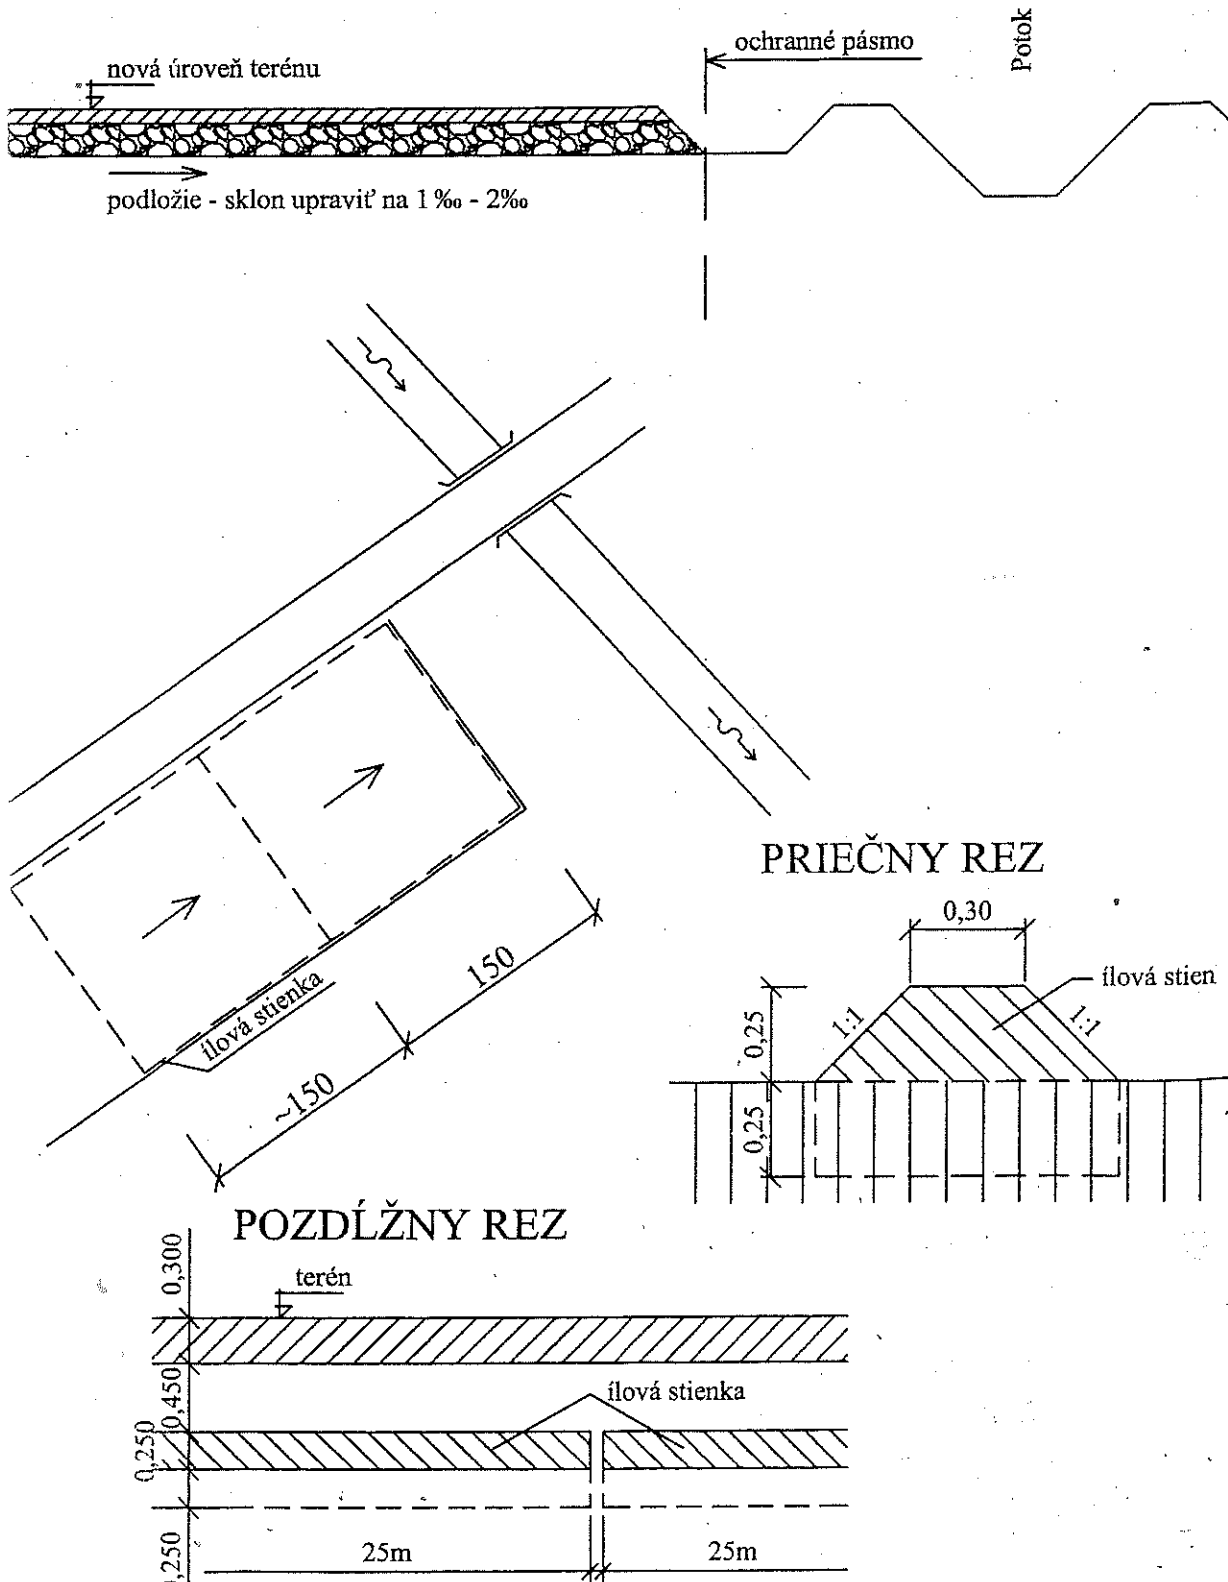 Potok
ochranné pásmo
nová úroveň terénu
podložie - sklon upraviť na 1‰ - 2‰
PRIEČNY REZ
0,30
ílová stien
1:1
1:1
0,25
0,25
150
ílová stienka
~150
POZDĹŽNY REZ
0,300
terén
0,450
ílová stienka
0,250
,250
25m
25m